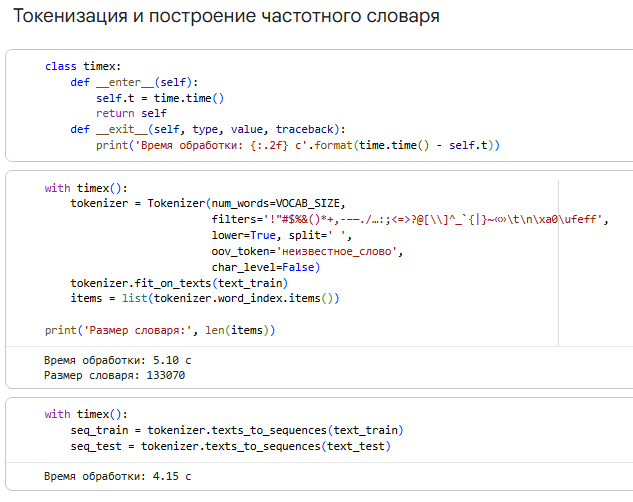 Токенизация и построение частотного словаря
class timex:
    def __enter__(self):
        self.t = time.time()
        return self
    def __exit__(self, type, value, traceback):
        print('Время обработки: {:.2f} с'.format(time.time() - self.t))
with timex():
    tokenizer = Tokenizer(num_words=VOCAB_SIZE,
                          filters='!"#$%&()*+,-–—./…:;<=>?@[\\]^_`{|}~«»\t\n\xa0\ufeff',
                          lower=True, split=' ',
                          oov_token='неизвестное_слово',
                          char_level=False)
    tokenizer.fit_on_texts(text_train)
    items = list(tokenizer.word_index.items())
print('Размер словаря:', len(items))
Время обработки: 5.10 с
Размер словаря: 133070
with timex():
    seq_train = tokenizer.texts_to_sequences(text_train)
    seq_test = tokenizer.texts_to_sequences(text_test)
Время обработки: 4.15 с